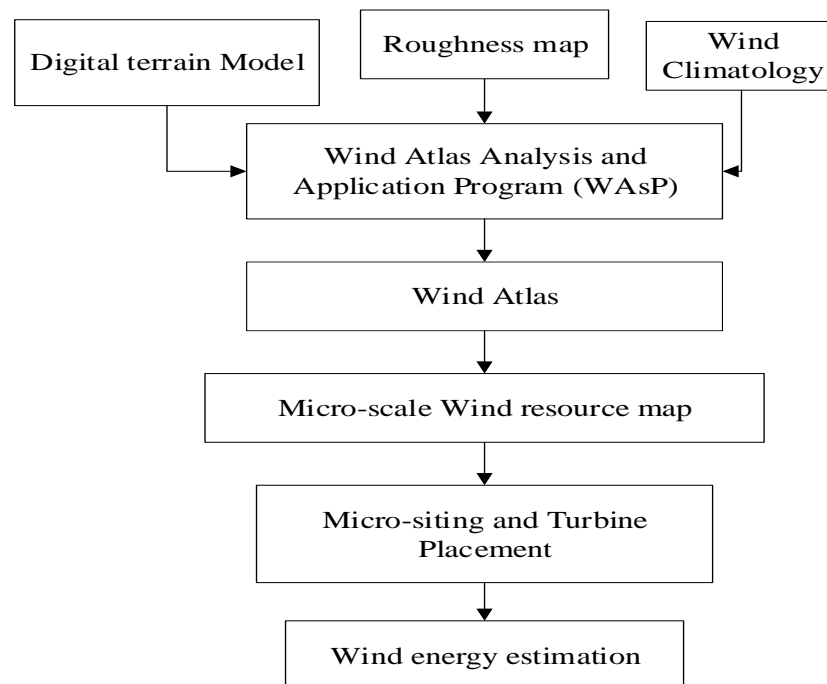 Digital terrain Model
Roughness map
Wind
Climatology
Wind Atlas Analysis and
Application Program (WAsP)
Wind Atlas
Micro-scale Wind resource map
Micro-siting and Turbine
Placement
Wind energy estimation